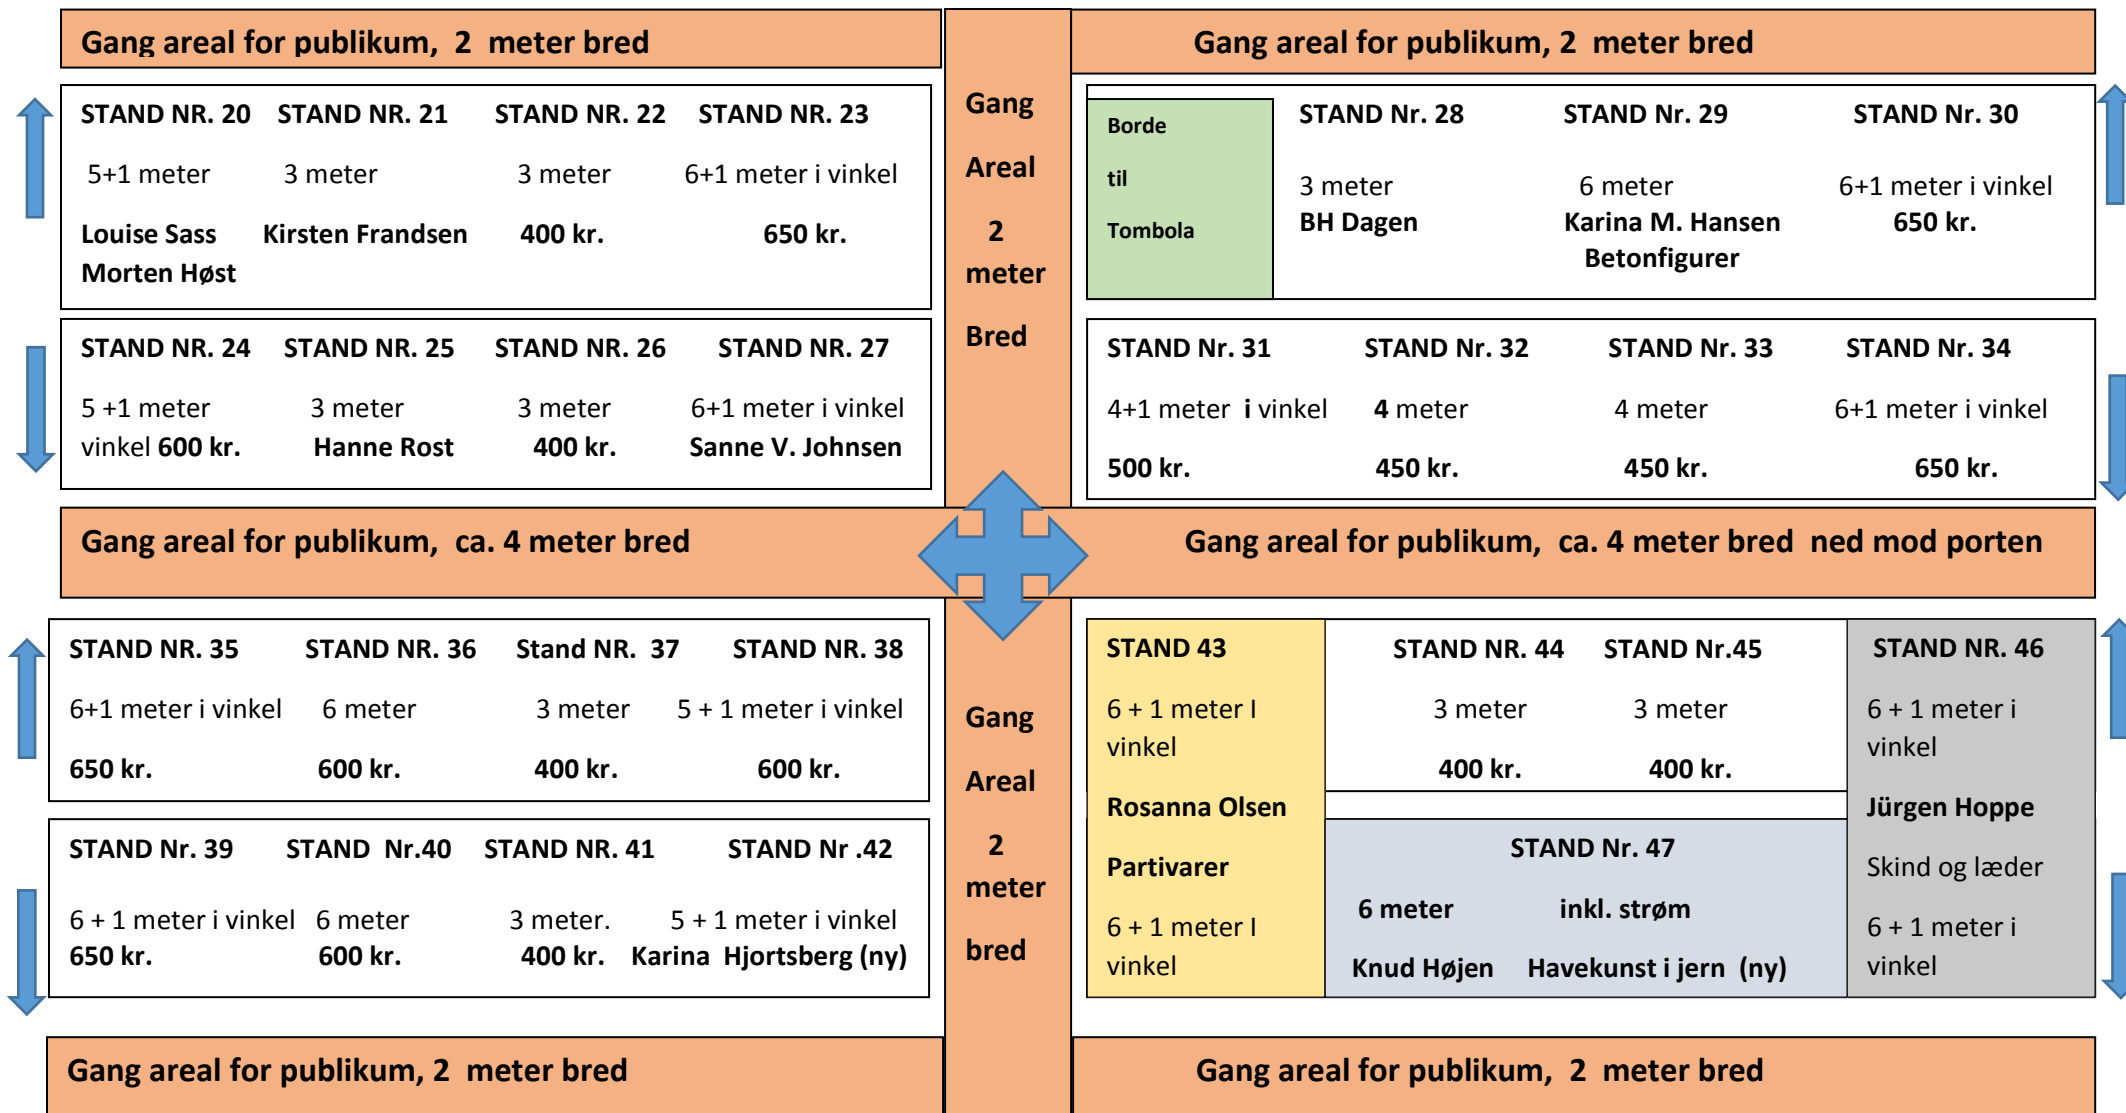 Gang areal for publikum, 2 meter bred
Gang areal for publikum, 2 meter bred
STAND NR. 20 STAND NR. 21 STAND NR. 22 STAND NR. 23
5+1 meter 3 meter 3 meter 6+1 meter i vinkel
Louise Sass Kirsten Frandsen 400 kr. 650 kr.
Morten Høst
STAND NR. 24 STAND NR. 25 STAND NR. 26 STAND NR. 27
5 +1 meter 3 meter 3 meter 6+1 meter i vinkel
vinkel 600 kr. Hanne Rost 400 kr. Sanne V. Johnsen
Gang
Areal
2
meter
Bred
Borde
til
Tombola
STAND Nr. 28 STAND Nr. 29 STAND Nr. 30
3 meter 6 meter 6+1 meter i vinkel
BH Dagen Karina M. Hansen 650 kr.
Betonfigurer
STAND Nr. 31 STAND Nr. 32 STAND Nr. 33 STAND Nr. 34
4+1 meter i vinkel 4 meter 4 meter 6+1 meter i vinkel
500 kr. 450 kr. 450 kr. 650 kr.
Gang areal for publikum, ca. 4 meter bred
Gang areal for publikum, ca. 4 meter bred ned mod porten
STAND NR. 35 STAND NR. 36 Stand NR. 37 STAND NR. 38
6+1 meter i vinkel 6 meter 3 meter 5 + 1 meter i vinkel
650 kr. 600 kr. 400 kr. 600 kr.
STAND Nr. 39 STAND Nr.40 STAND NR. 41 STAND Nr .42
6 + 1 meter i vinkel 6 meter 3 meter. 5 + 1 meter i vinkel
650 kr. 600 kr. 400 kr. Karina Hjortsberg (ny)
Gang
Areal
2
meter
bred
STAND 43
6 + 1 meter I
vinkel
Rosanna Olsen
Partivarer
6 + 1 meter I
vinkel
STAND NR. 44 STAND Nr.45
3 meter 3 meter
400 kr. 400 kr.
STAND Nr. 47
6 meter inkl. strøm
Knud Højen Havekunst i jern (ny)
STAND NR. 46
6 + 1 meter i
vinkel
Jürgen Hoppe
Skind og læder
6 + 1 meter i
vinkel
Gang areal for publikum, 2 meter bred
Gang areal for publikum, 2 meter bred